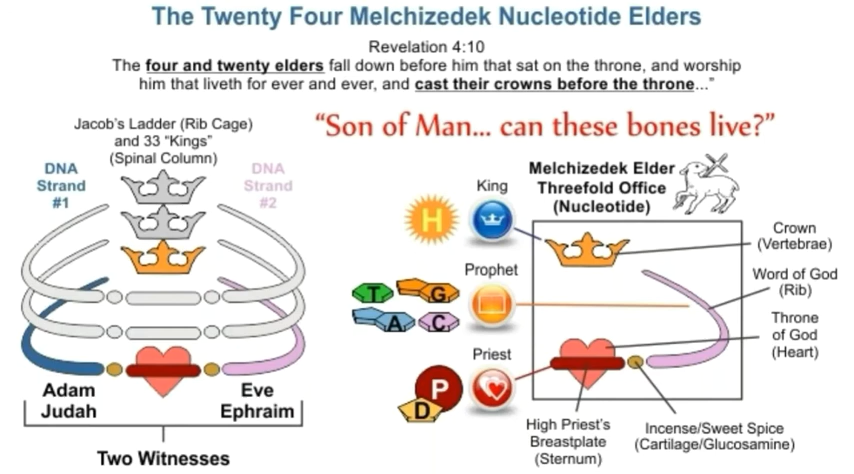 The Twenty Four Melchizedek Nucleotide Elders
Revelation 4:10
The four and twenty elders fall down before him that sat on the throne, and worship
him that liveth for ever and ever, and cast their crowns before the throne..."
"Son of Man... can these bones live?"
Jacob's Ladder (Rib Cage)
and 33 "Kings"
(Spinal Column)
DNA
Strand
#1
DNA
Strand
#2
Adam
Judah
Eve
Ephraim
Two Witnesses
Melchizedek Elder
Threefold Office
(Nucleotide)
King
H
Prophet
T
G
A
C
Priest
P
D
Crown
(Vertebrae)
Word of God
(Rib)
Throne
of God
(Heart)
High Priest's
Breastplate
(Sternum)
Incense/Sweet Spice
(Cartilage/Glucosamine)